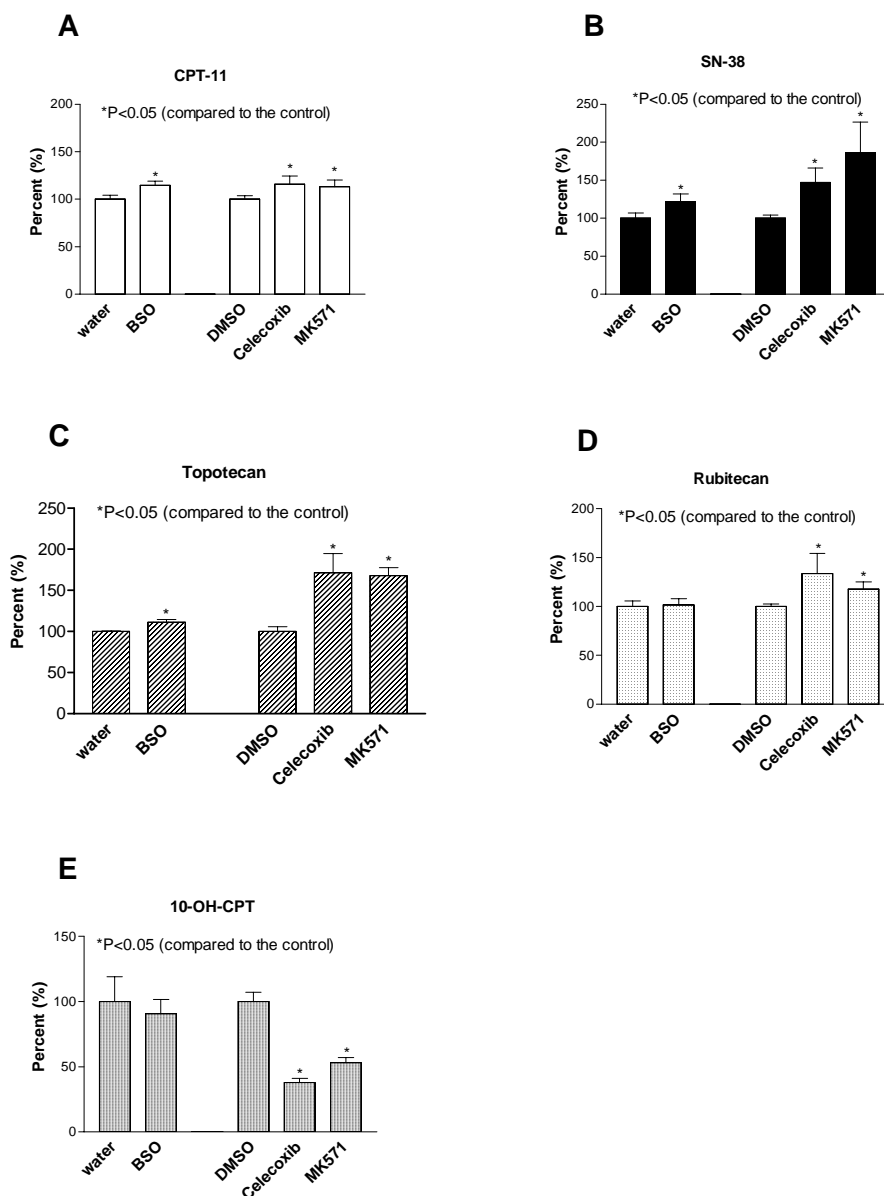 A
CPT-11
*P<0.05 (compared to the control)
Percent (%)
200
150
100
50
0
*
*
*
water
BSO
DMSO
Celecoxib
MK571
B
SN-38
*P<0.05 (compared to the control)
Percent (%)
250
200
150
100
50
0
*
*
*
water
BSO
DMSO
Celecoxib
MK571
C
Topotecan
*P<0.05 (compared to the control)
Percent (%)
250
200
150
100
50
0
*
*
*
water
BSO
DMSO
Celecoxib
MK571
D
Rubitecan
*P<0.05 (compared to the control)
Percent (%)
200
150
100
50
0
*
*
water
BSO
DMSO
Celecoxib
MK571
E
10-OH-CPT
*P<0.05 (compared to the control)
Percent (%)
150
100
50
0
*
*
water
BSO
DMSO
Celecoxib
MK571